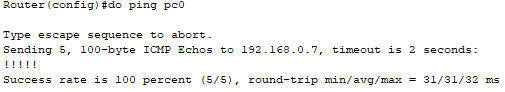 Router(config)#do ping pc0
Type escape sequence to abort.
Sending 5, 100-byte ICMP Echos to 192.168.0.7, timeout is 2 seconds:
!!!!!
Success rate is 100 percent (5/5), round-trip min/avg/max = 31/31/32 ms